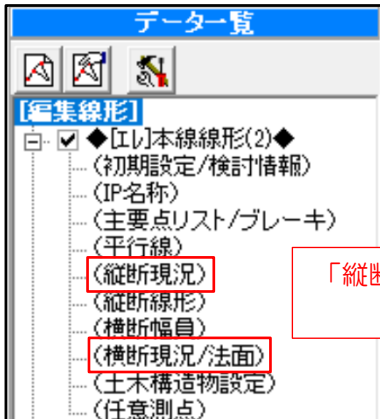 データ一覧
[編集線形]
◆[エレ]本線線形(2)◆
(初期設定/検討情報)
(IP名称)
(主要点リスト/ブレーキ)
(平行線)
(縦断現況)
「縦断
(縦断線形)
(横断幅員)
(横断現況/法面)
(土木構造物設定)
(任意測点)